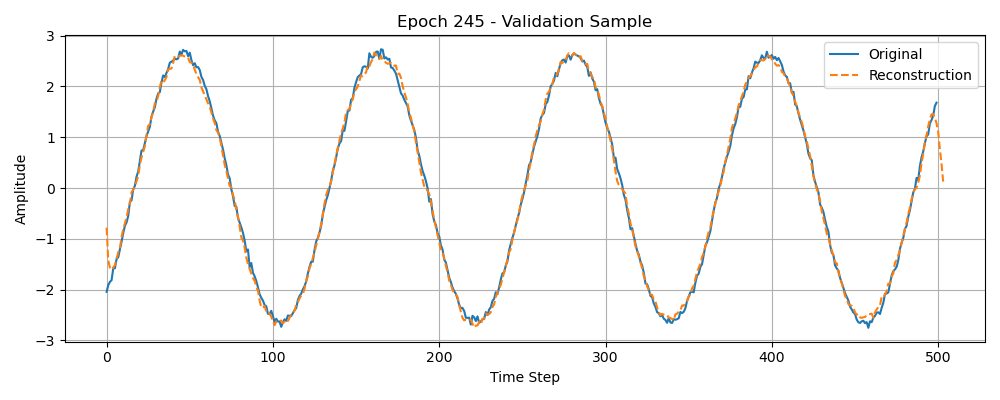 Epoch 245 - Validation Sample
Original
Reconstruction
Amplitude
3
2
1
0
−1
−2
−3
0 100 200 300 400 500
Time Step